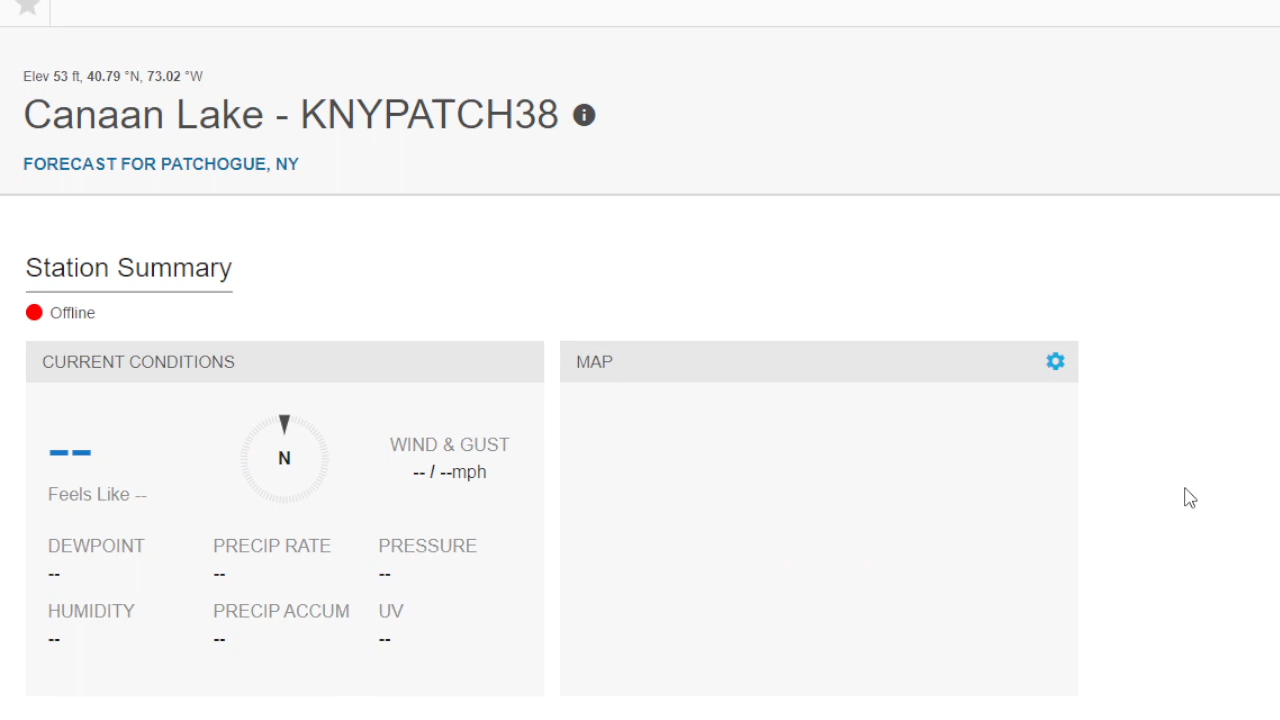 Elev 53 ft, 40.79 °N, 73.02 °W
Canaan Lake - KNYPATCH38
FORECAST FOR PATCHOGUE, NY
Station Summary
Offline
CURRENT CONDITIONS
--
Feels Like --
N
WIND & GUST
-- / --mph
DEWPOINT
--
PRECIP RATE
--
PRESSURE
--
HUMIDITY
--
PRECIP ACCUM
--
UV
--
MAP